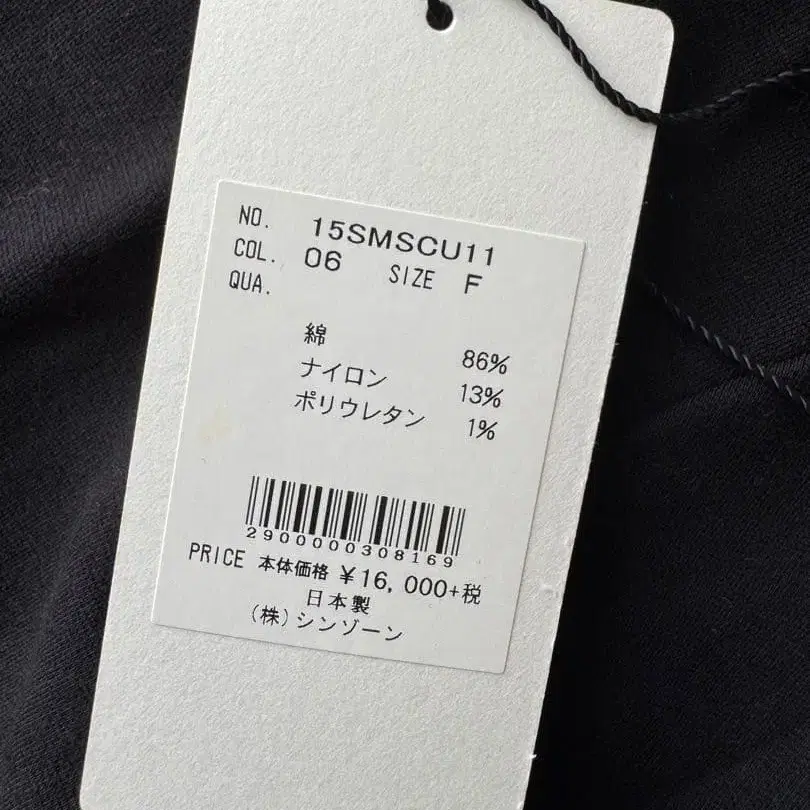 NO. 15SMSCU11
COL. 06 SIZE F
QUA.
綿 86%
ナイロン 13%
ポリウレタン 1%
2900000308169
PRICE 本体価格 ¥16,000+税
日本製
(株)シンゾーン